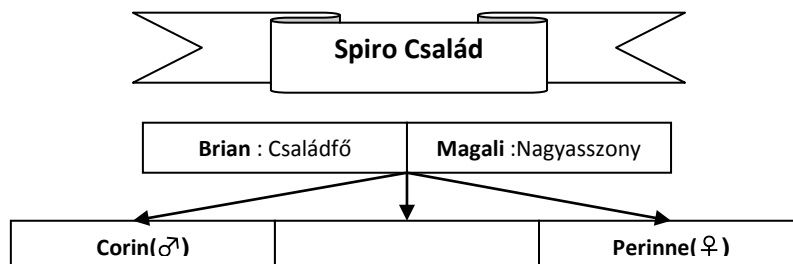 Spiro Család
Brian : Családfő Magali :Nagyasszony
Corin(♂) Perinne(♀)